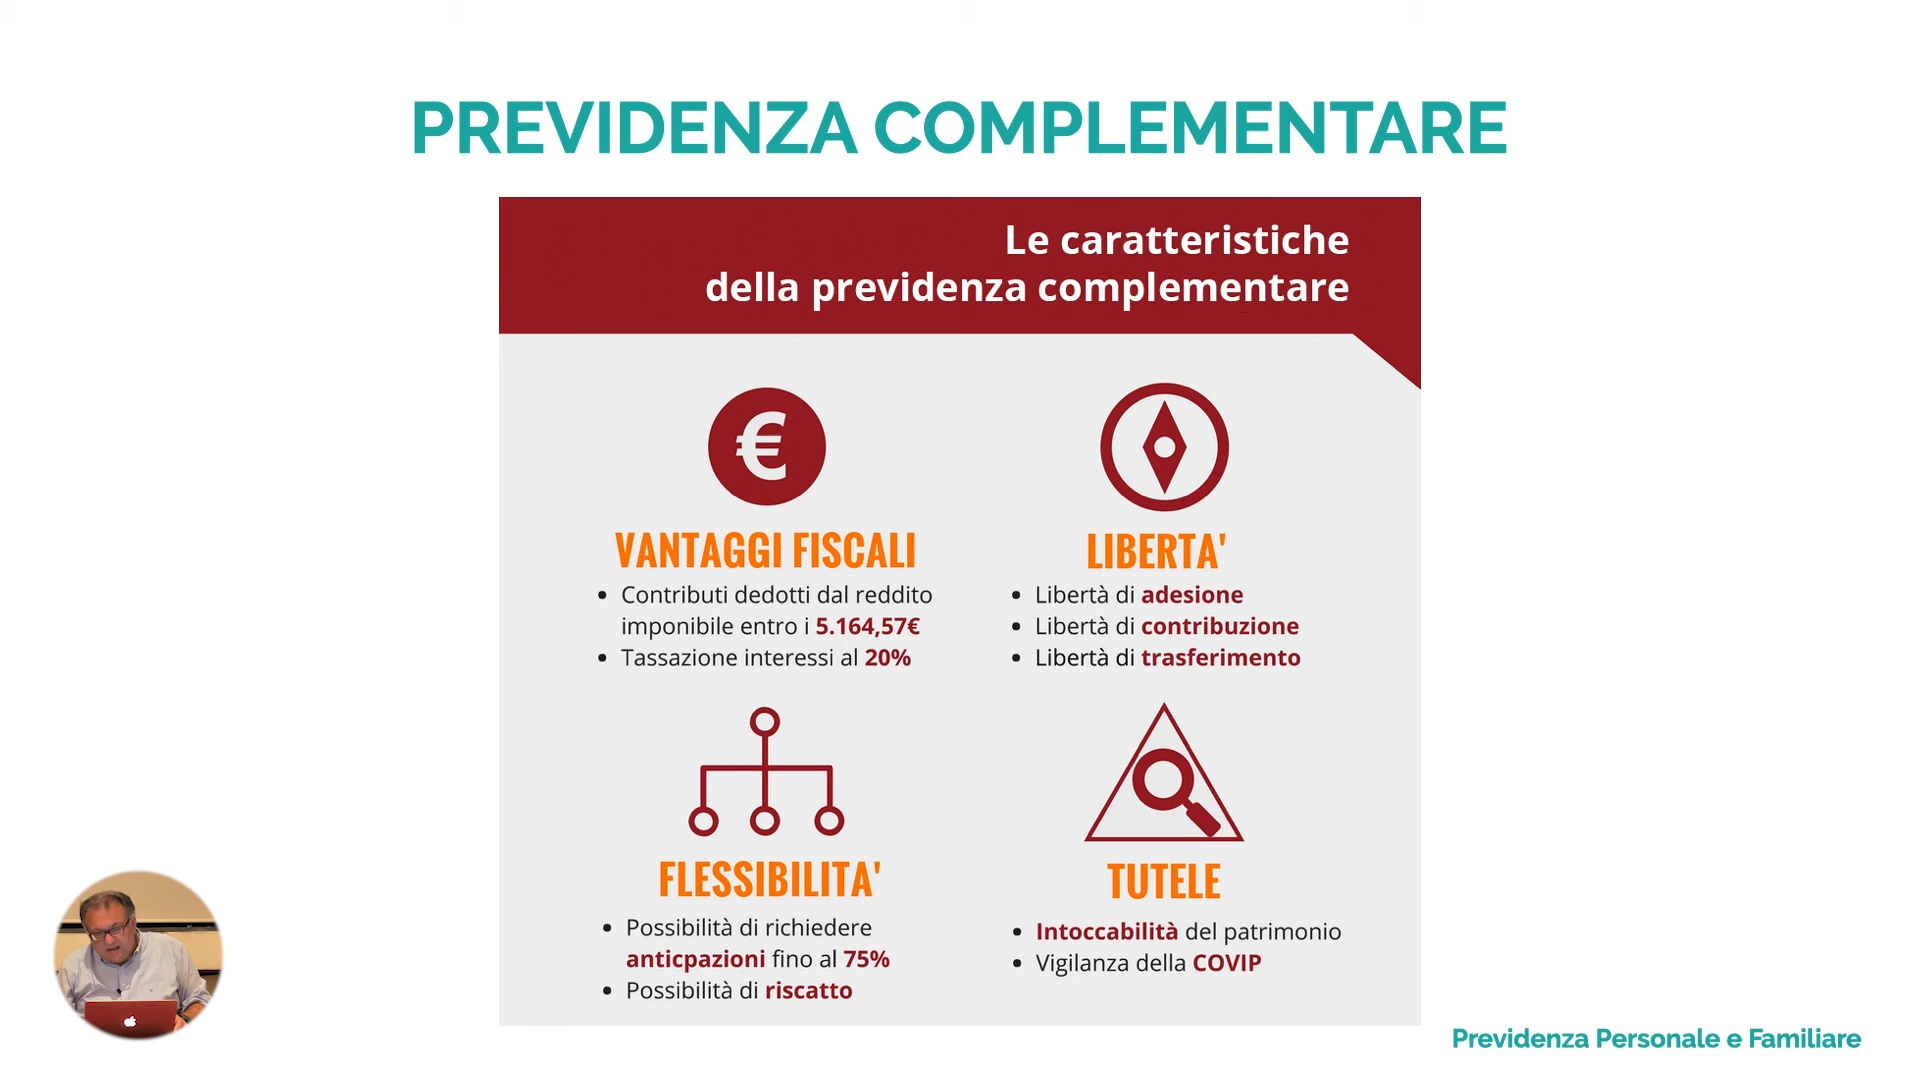 PREVIDENZA COMPLEMENTARE
Le caratteristiche
della previdenza complementare
€
VANTAGGI FISCALI
• Contributi dedotti dal reddito
imponibile entro i 5.164,57€
• Tassazione interessi al 20%
LIBERTA'
• Libertà di adesione
• Libertà di contribuzione
• Libertà di trasferimento
FLESSIBILITA'
• Possibilità di richiedere
anticpazioni fino al 75%
• Possibilità di riscatto
TUTELE
• Intoccabilità del patrimonio
• Vigilanza della COVIP
Previdenza Personale e Familiare